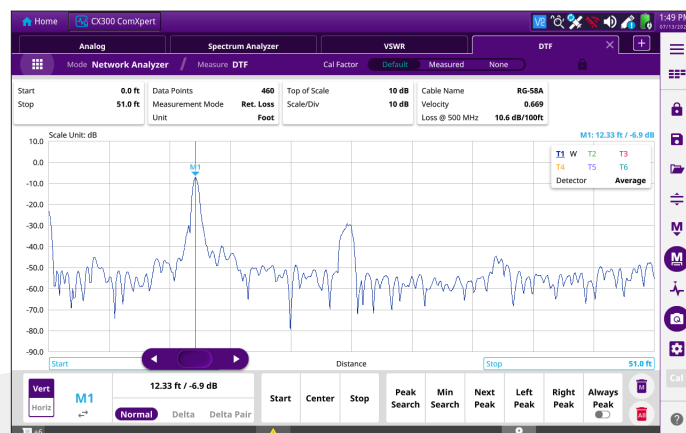 Home CX300 ComXpert 1:49 PM
07/13/202
Analog Spectrum Analyzer VSWR DTF × +
Mode Network Analyzer / Measure DTF Cal Factor Default Measured None
Start 0.0 ft Data Points 460 Top of Scale 10 dB Cable Name RG-58A
Stop 51.0 ft Measurement Mode Ret. Loss Scale/Div 10 dB Velocity 0.669
Unit Foot Loss @ 500 MHz 10.6 dB/100ft
Scale Unit: dB M1: 12.33 ft / -6.9 dB
10.0
T1 W T2 T3
0.0
M1
T4 T5 T6
-10.0
Detector Average
-20.0
-30.0
-40.0
-50.0
-60.0
-70.0
-80.0
-90.0
Start Distance Stop 51.0 ft
Vert
Horiz
M1
12.33 ft / -6.9 dB
Normal Delta Delta Pair
Start Center Stop
Peak Search
Min Search
Next Peak
Left Peak
Right Peak
Always Peak
M
All
M
M
Cal
?
+6